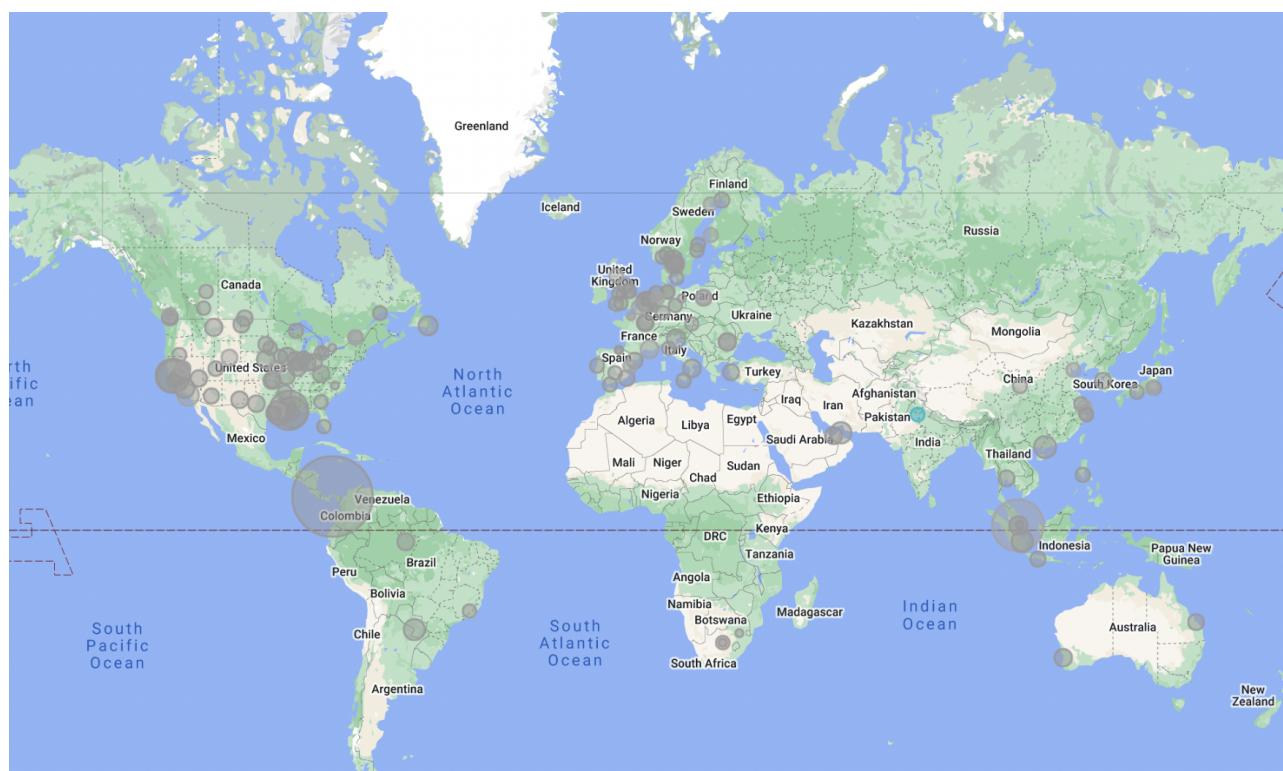 Greenland
Iceland
Finland
Sweden
Norway
Russia
United
Kingdom
Canada
Poland
Germany
Ukraine
France
Kazakhstan
Mongolia
Italy
Spain
United States
North
Atlantic
Ocean
Turkey
China
South Korea
Japan
Afghanistan
Iraq
Iran
Pakistan
Algeria
Libya
Egypt
Saudi Arabia
India
Mexico
Thailand
Mali
Niger
Chad
Sudan
Nigeria
Ethiopia
Venezuela
Colombia
Kenya
DRC
Tanzania
Indonesia
Papua New
Guinea
Brazil
Peru
Bolivia
Angola
Namibia
Botswana
Madagascar
Indian
Ocean
South
Pacific
Ocean
South
Atlantic
Ocean
Chile
Australia
South Africa
Argentina
New
Zealand